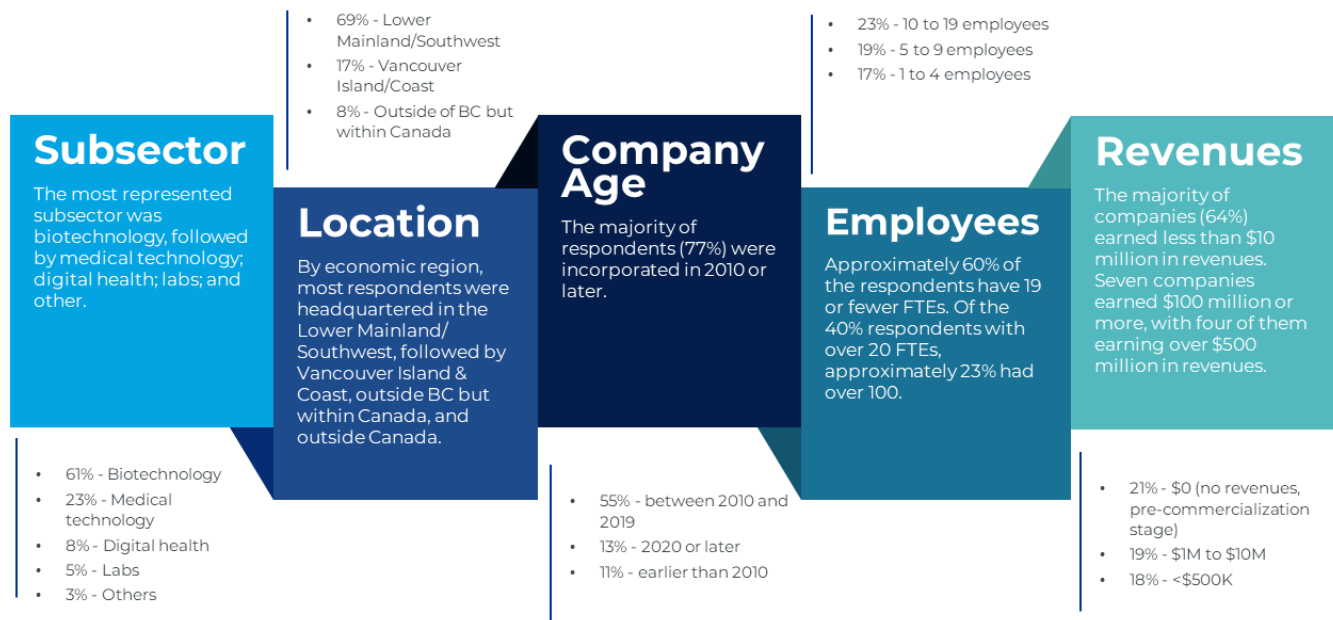 Subsector
The most represented
subsector was
biotechnology, followed
by medical technology;
digital health; labs; and
other.
• 61% - Biotechnology
• 23% - Medical
technology
• 8% - Digital health
• 5% - Labs
• 3% - Others
• 69% - Lower
Mainland/Southwest
• 17% - Vancouver
Island/Coast
• 8% - Outside of BC but
within Canada
Location
By economic region,
most respondents were
headquartered in the
Lower Mainland/
Southwest, followed by
Vancouver Island &
Coast, outside BC but
within Canada, and
outside Canada.
Company
Age
The majority of
respondents (77%) were
incorporated in 2010 or
later.
• 55% - between 2010 and
2019
• 13% - 2020 or later
• 11% - earlier than 2010
• 23% - 10 to 19 employees
• 19% - 5 to 9 employees
• 17% - 1 to 4 employees
Employees
Approximately 60% of
the respondents have 19
or fewer FTEs. Of the
40% respondents with
over 20 FTEs,
approximately 23% had
over 100.
Revenues
The majority of
companies (64%)
earned less than $10
million in revenues.
Seven companies
earned $100 million or
more, with four of them
earning over $500
million in revenues.
• 21% - $0 (no revenues,
pre-commercialization
stage)
• 19% - $1M to $10M
• 18% - <$500K